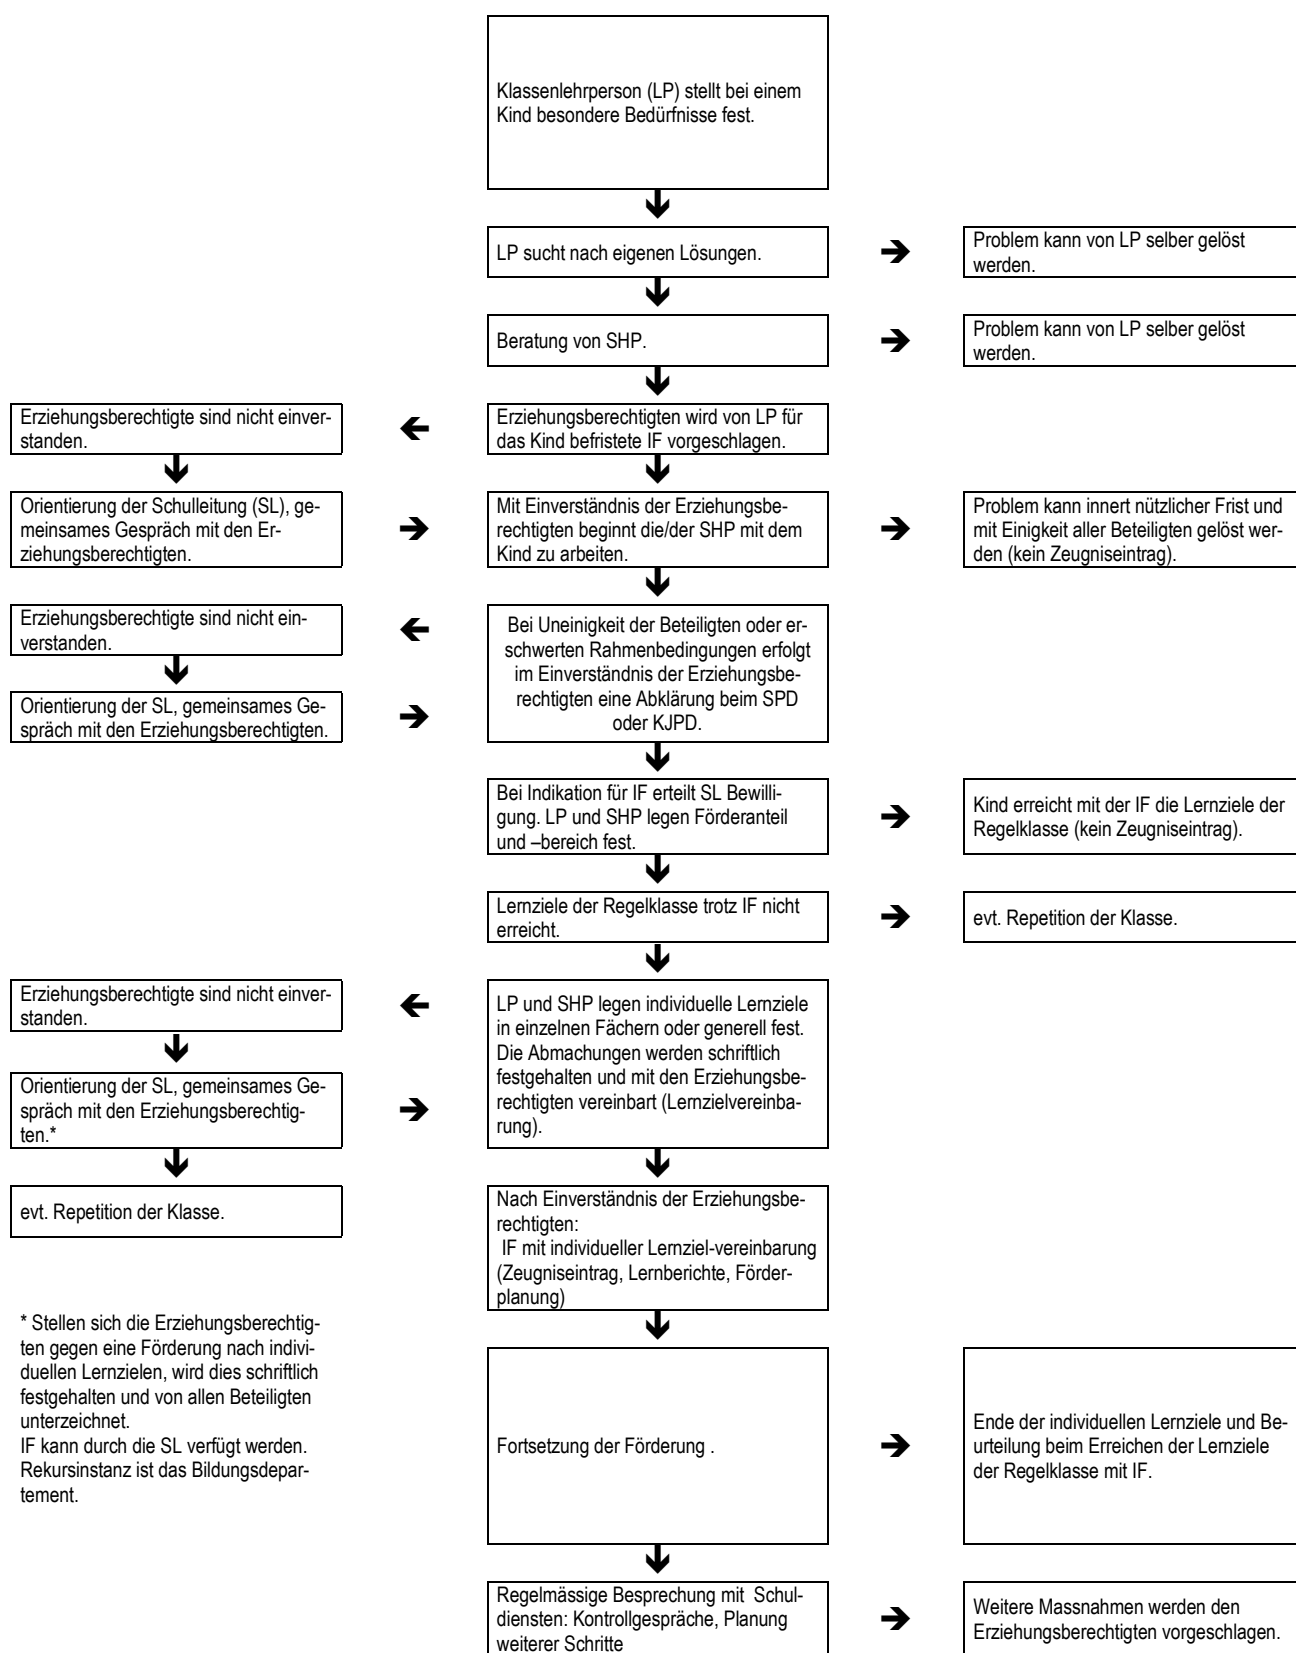 Klassenlehrperson (LP) stellt bei einem
Kind besondere Bedürfnisse fest.
LP sucht nach eigenen Lösungen.
Problem kann von LP selber gelöst
werden.
Beratung von SHP.
Problem kann von LP selber gelöst
werden.
Erziehungsberechtigte sind nicht einver-
standen.
Erziehungsberechtigten wird von LP für
das Kind befristete IF vorgeschlagen.
Orientierung der Schulleitung (SL), ge-
meinsames Gespräch mit den Er-
ziehungsberechtigten.
Mit Einverständnis der Erziehungsbe-
rechtigten beginnt die/der SHP mit dem
Kind zu arbeiten.
Problem kann innert nützlicher Frist und
mit Einigkeit aller Beteiligten gelöst wer-
den (kein Zeugniseintrag).
Erziehungsberechtigte sind nicht ein-
verstanden.
Orientierung der SL, gemeinsames Ge-
spräch mit den Erziehungsberechtigten.
Bei Uneinigkeit der Beteiligten oder er-
schwerten Rahmenbedingungen erfolgt
im Einverständnis der Erziehungsbe-
rechtigten eine Abklärung beim SPD
oder KJPD.
Bei Indikation für IF erteilt SL Bewilli-
gung. LP und SHP legen Förderanteil
und –bereich fest.
Kind erreicht mit der IF die Lernziele der
Regelklasse (kein Zeugniseintrag).
Lernziele der Regelklasse trotz IF nicht
erreicht.
evt. Repetition der Klasse.
Erziehungsberechtigte sind nicht einver-
standen.
Orientierung der SL, gemeinsames Ge-
spräch mit den Erziehungsberechtig-
ten.*
evt. Repetition der Klasse.
LP und SHP legen individuelle Lernziele
in einzelnen Fächern oder generell fest.
Die Abmachungen werden schriftlich
festgehalten und mit den Erziehungsbe-
rechtigten vereinbart (Lernzielvereinba-
rung).
Nach Einverständnis der Erziehungsbe-
rechtigten:
IF mit individueller Lernziel-vereinbarung
(Zeugniseintrag, Lernberichte, Förder-
planung)
* Stellen sich die Erziehungsberechtig-
ten gegen eine Förderung nach indivi-
duellen Lernzielen, wird dies schriftlich
festgehalten und von allen Beteiligten
unterzeichnet.
IF kann durch die SL verfügt werden.
Rekursinstanz ist das Bildungsdepar-
tement.
Fortsetzung der Förderung .
Ende der individuellen Lernziele und Be-
urteilung beim Erreichen der Lernziele
der Regelklasse mit IF.
Regelmässige Besprechung mit Schul-
diensten: Kontrollgespräche, Planung
weiterer Schritte
Weitere Massnahmen werden den
Erziehungsberechtigten vorgeschlagen.